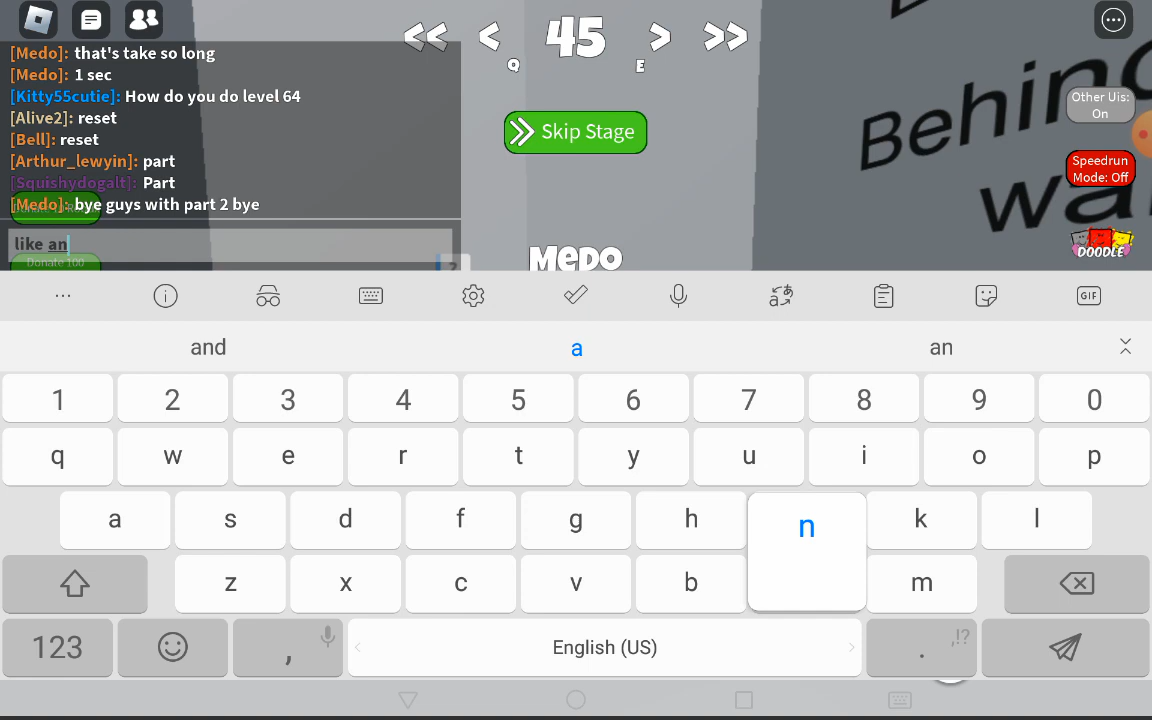 << < 45 > >>
Q E
[Medo]: that's take so long
[Medo]: 1 sec
[Kitty55cutie]: How do you do level 64
[Alive2]: reset
[Bell]: reset
[Arthur_lewyin]: part
[Squishydogalt]: Part
[Medo]: bye guys with part 2 bye
like an
Donate 100
Skip Stage
Medo
Behin
wa
Other UIs:
On
Speedrun
Mode: Off
DOODLE
GIF
and a an
1 2 3 4 5 6 7 8 9 0
q w e r t y u i o p
a s d f g h n k l
z x c v b m
123 , English (US) . ,!?